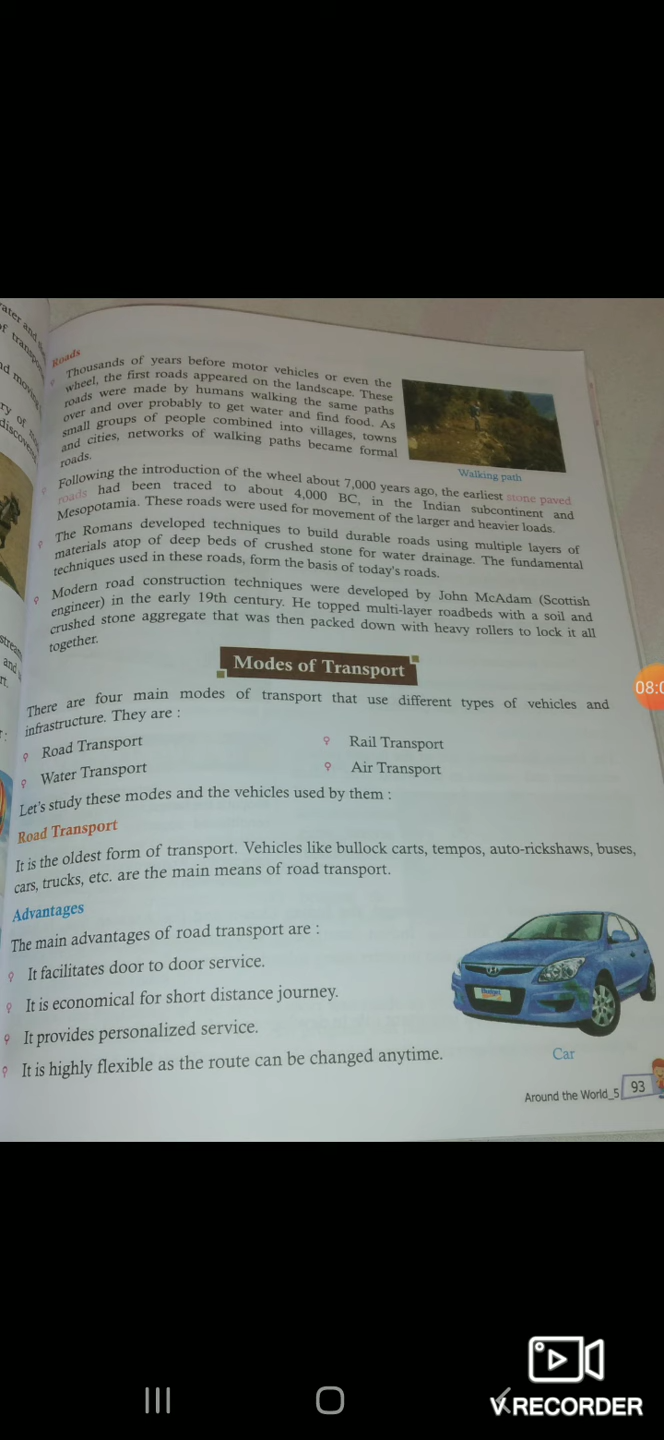 Roads
Thousands of years before motor vehicles or even the
wheel, the first roads appeared on the landscape. These
roads were made by humans walking the same paths
over and over probably to get water and find food. As
small groups of people combined into villages, towns
and cities, networks of walking paths became formal
roads.
Walking path
Following the introduction of the wheel about 7,000 years ago, the earliest stone paved
roads had been traced to about 4,000 BC, in the Indian subcontinent and
Mesopotamia. These roads were used for movement of the larger and heavier loads.
The Romans developed techniques to build durable roads using multiple layers of
materials atop of deep beds of crushed stone for water drainage. The fundamental
techniques used in these roads, form the basis of today's roads.
Modern road construction techniques were developed by John McAdam (Scottish
engineer) in the early 19th century. He topped multi-layer roadbeds with a soil and
crushed stone aggregate that was then packed down with heavy rollers to lock it all
together.
Modes of Transport
There are four main modes of transport that use different types of vehicles and
infrastructure. They are :
Road Transport
Rail Transport
Water Transport
Air Transport
Let's study these modes and the vehicles used by them :
Road Transport
It is the oldest form of transport. Vehicles like bullock carts, tempos, auto-rickshaws, buses,
cars, trucks, etc. are the main means of road transport.
Advantages
The main advantages of road transport are :
It facilitates door to door service.
It is economical for short distance journey.
It provides personalized service.
It is highly flexible as the route can be changed anytime.
Car
Around the World_5 93
08:0
V RECORDER